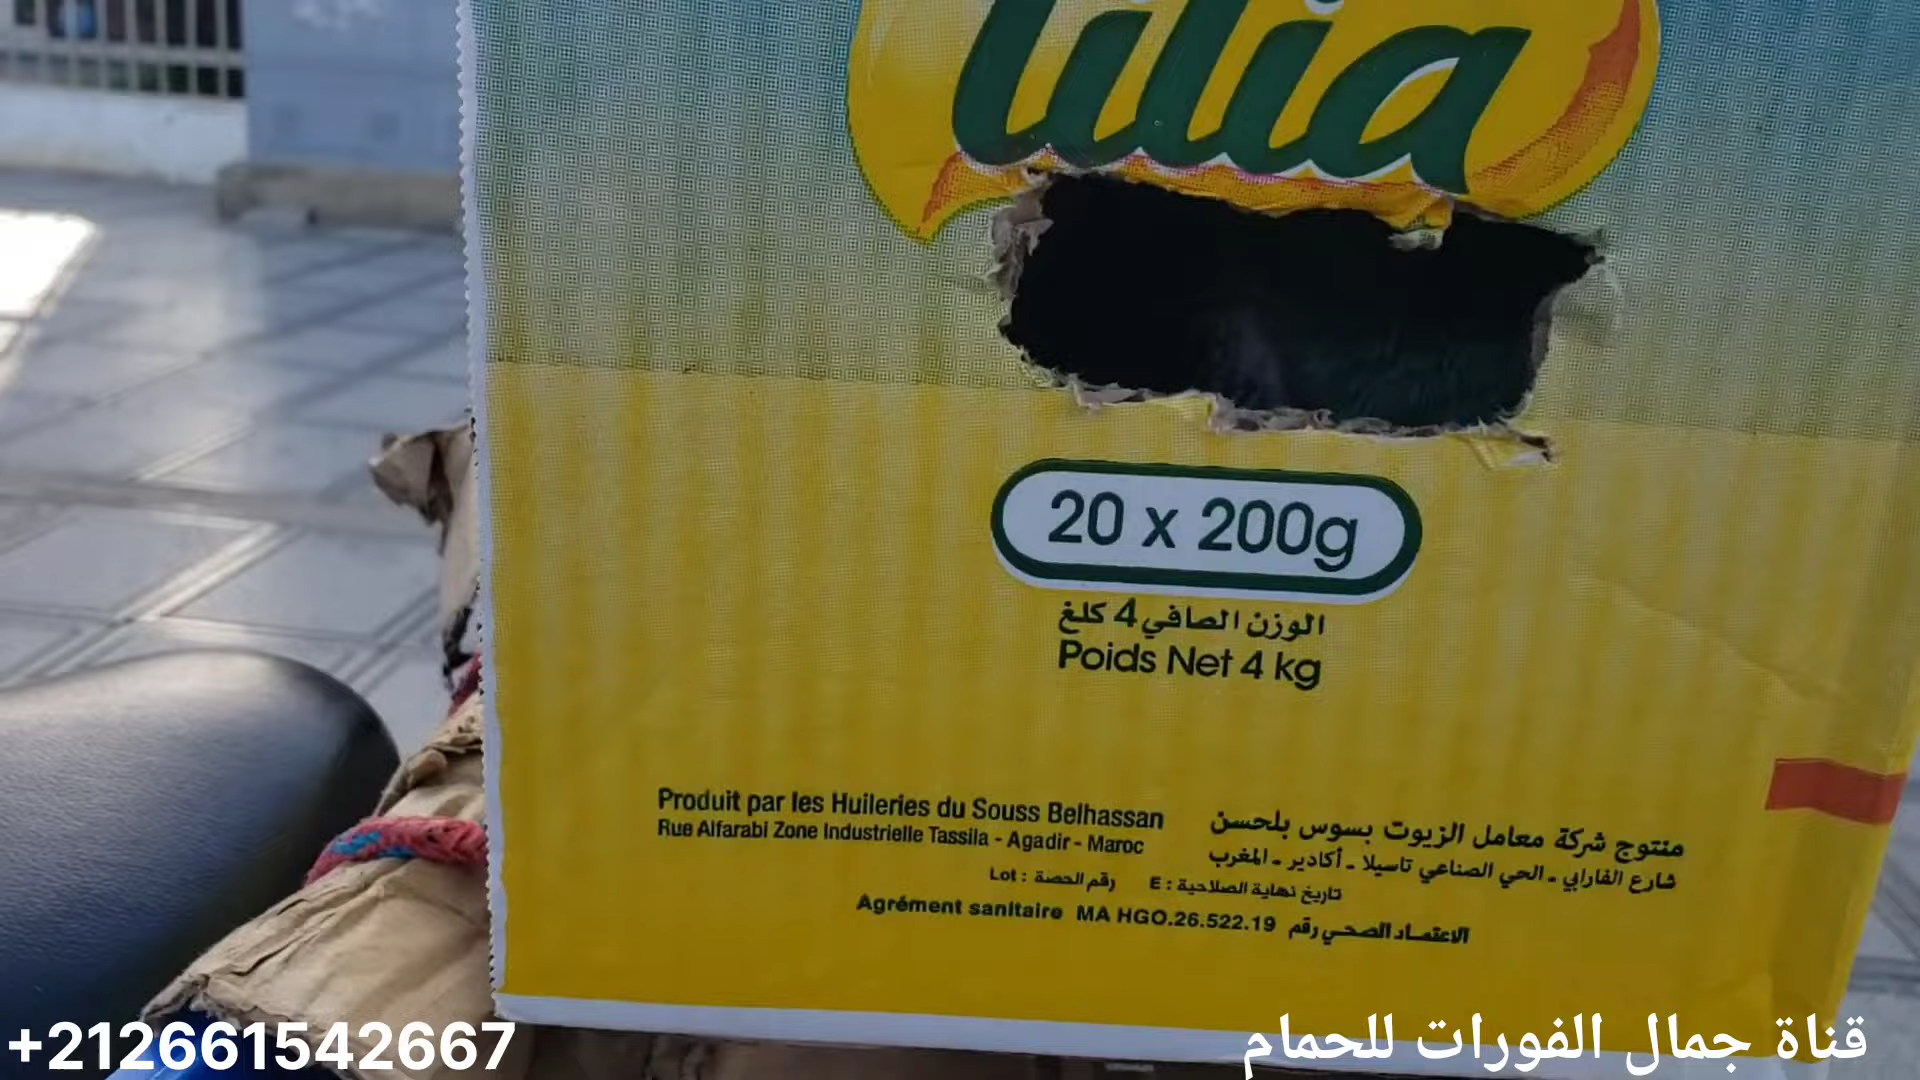 lilia
20 x 200g
الوزن الصافي 4 كلغ
Poids Net 4 kg
Produit par les Huileries du Souss Belhassan
Rue Alfarabi Zone Industrielle Tassila - Agadir - Maroc
منتوج شركة معامل الزيوت بسوس بلحسن
شارع الفارابي - الحي الصناعي تاسيلا - أكادير - المغرب
Lot : رقم الحصة E : تاريخ نهاية الصلاحية
Agrément sanitaire MA HGO.26.522.19 الاعتماد الصحي رقم
+212661542667
قناة جمال الفورات للحمام